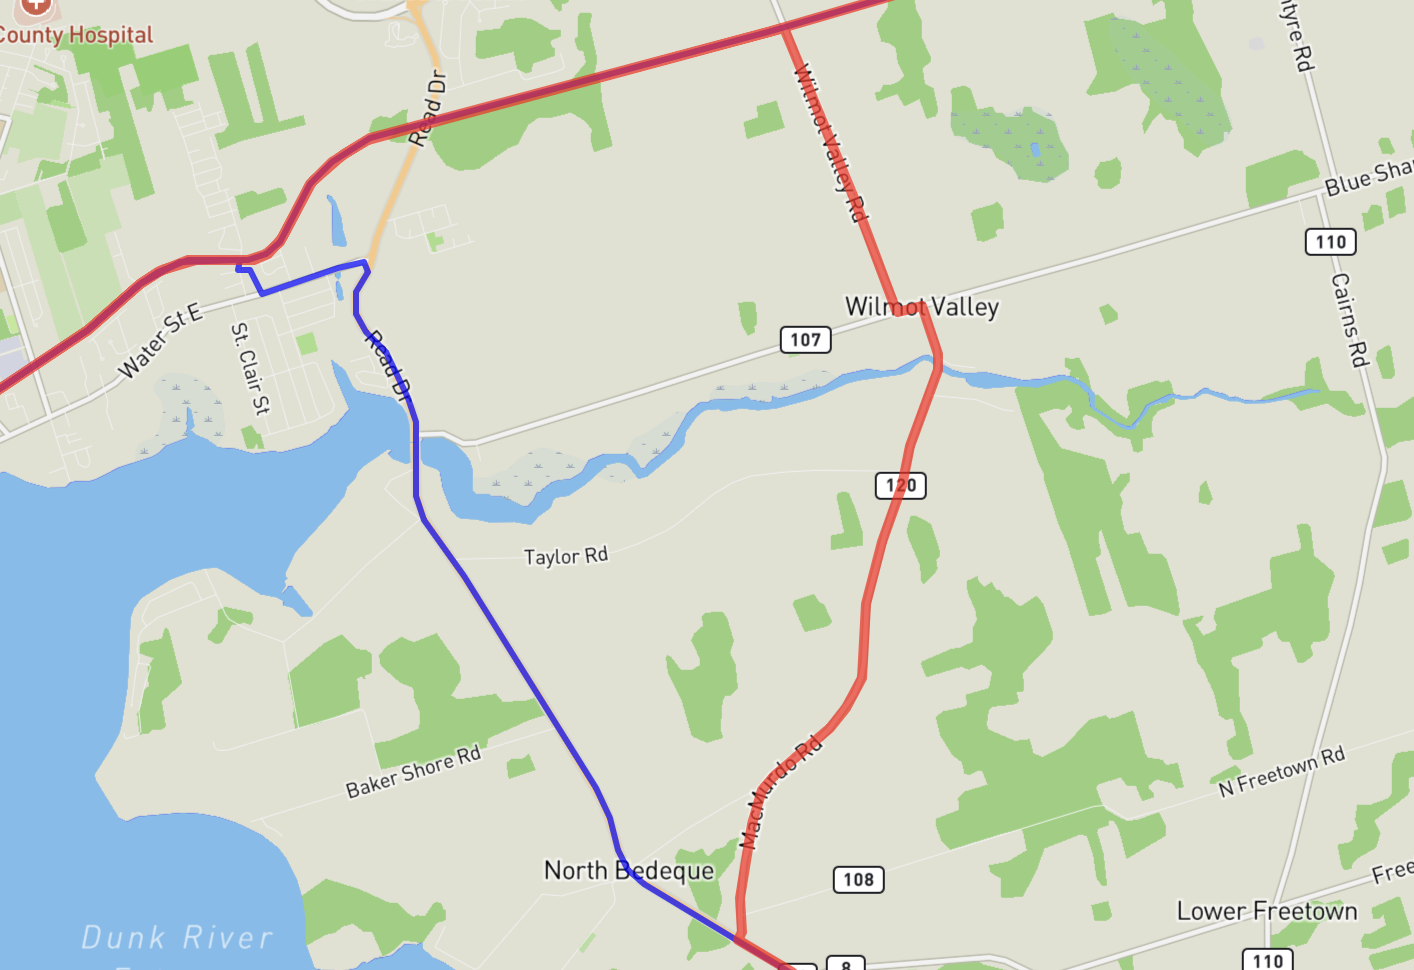 County Hospital
Read Dr
Wilmot Valley Rd
Blue Sha
110
Cairns Rd
Wilmot Valley
107
Water St E
St. Clair St
Read Dr
120
Taylor Rd
Baker Shore Rd
MacMurdo Rd
N Freetown Rd
North Bedeque
108
Free
Lower Freetown
Dunk River
8
110